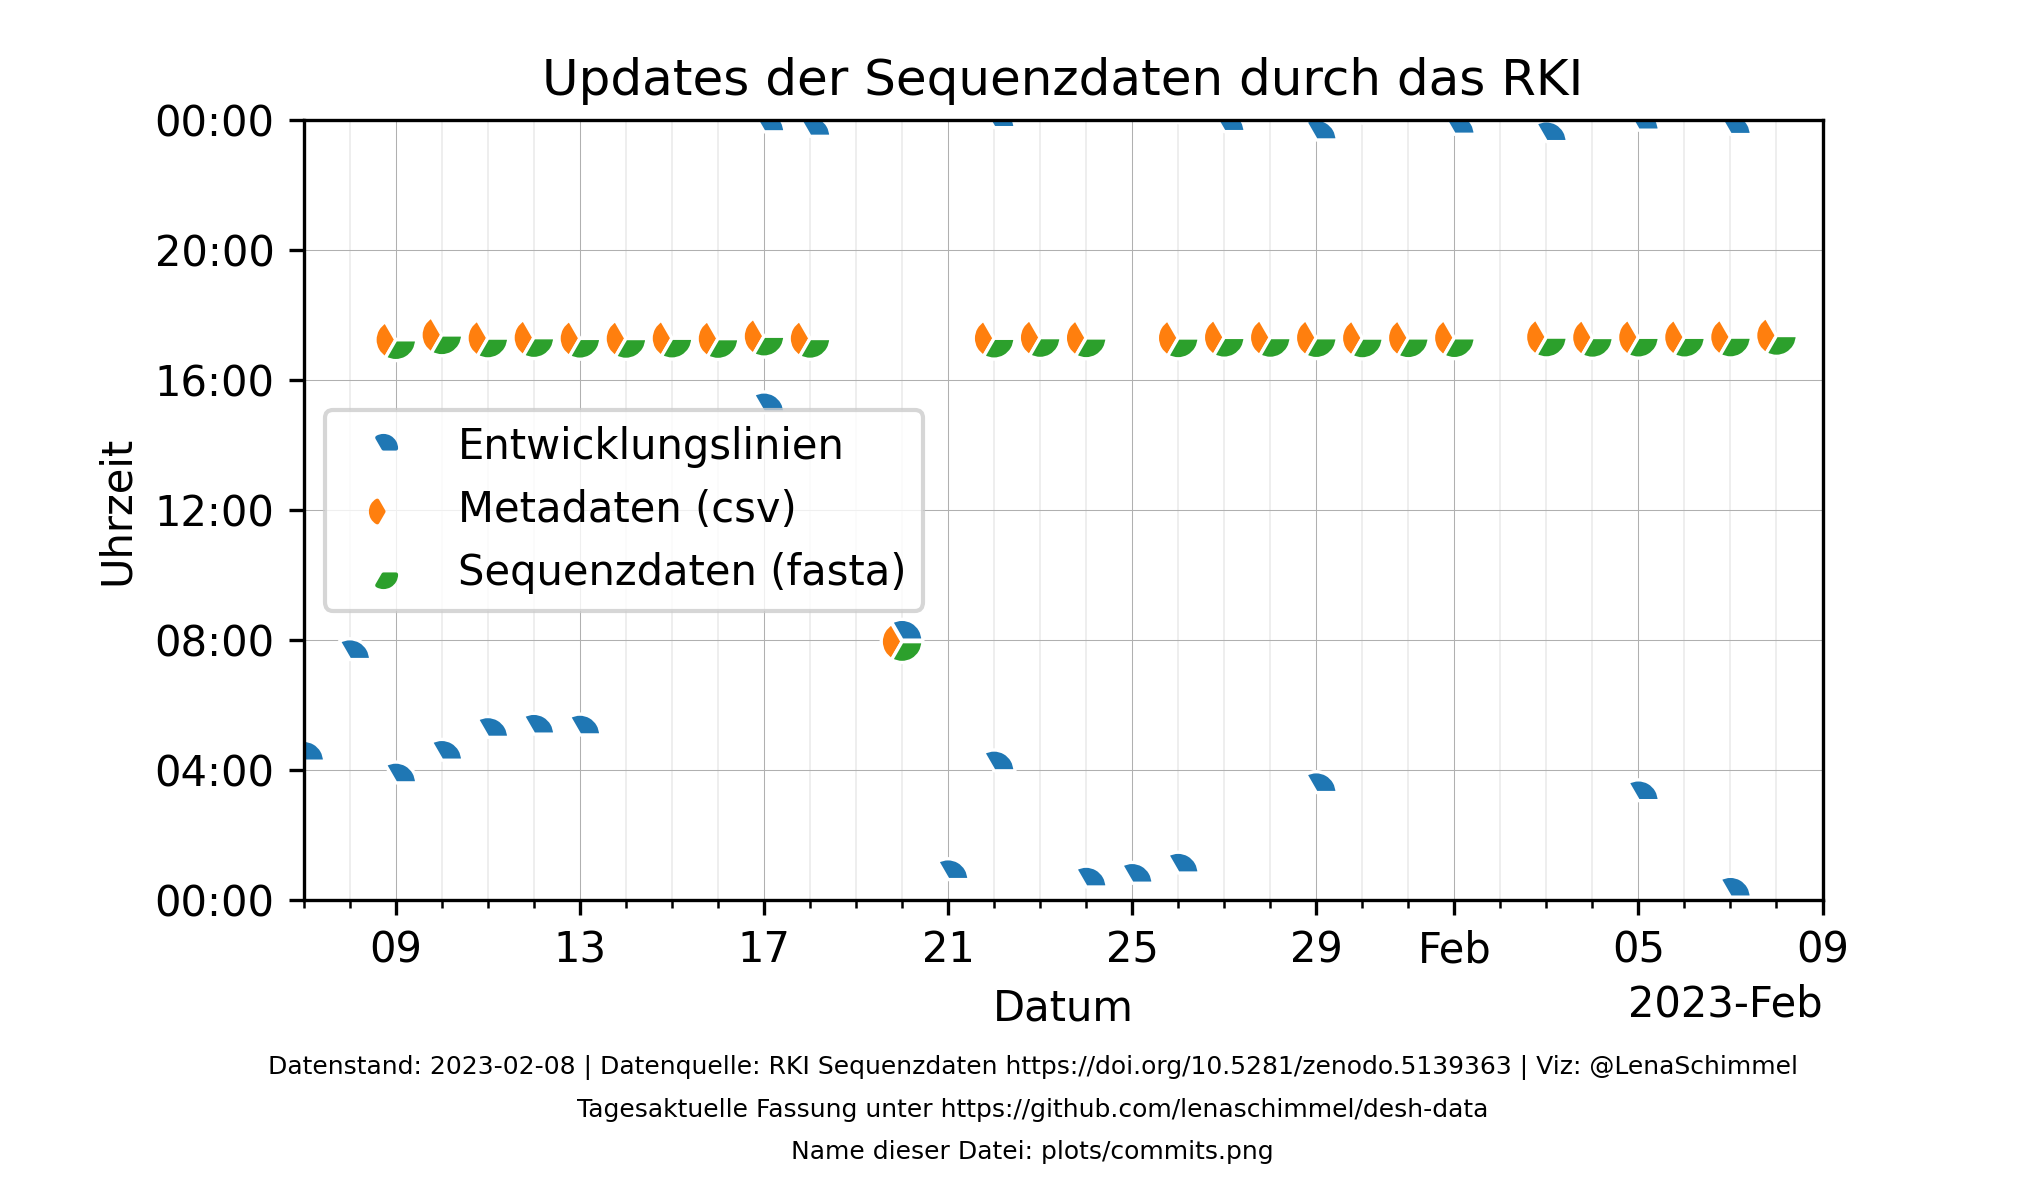 Updates der Sequenzdaten durch das RKI
00:00
20:00
16:00
12:00
08:00
04:00
00:00
Uhrzeit
Entwicklungslinien
Metadaten (csv)
Sequenzdaten (fasta)
09 13 17 21 25 29 Feb 05 09
Datum
2023-Feb
Datenstand: 2023-02-08 | Datenquelle: RKI Sequenzdaten https://doi.org/10.5281/zenodo.5139363 | Viz: @LenaSchimmel
Tagesaktuelle Fassung unter https://github.com/lenaschimmel/desh-data
Name dieser Datei: plots/commits.png